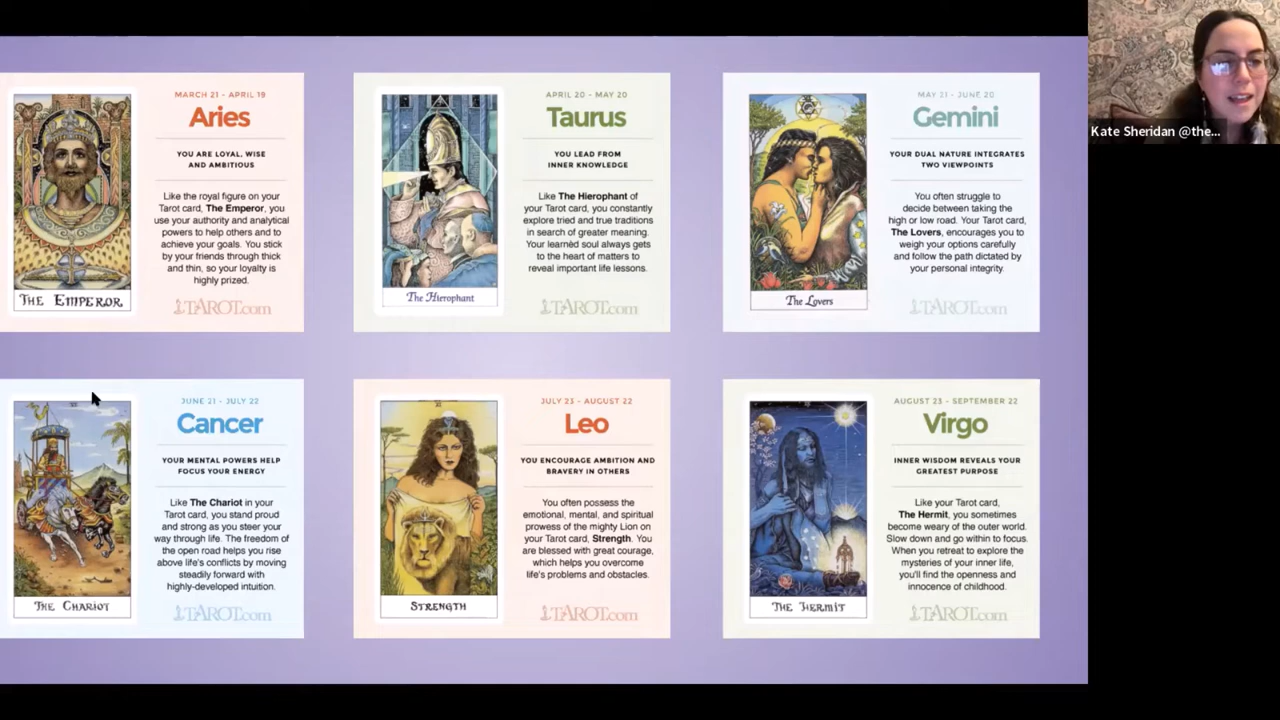 MARCH 21 - APRIL 19
Aries
YOU ARE LOYAL, WISE
AND AMBITIOUS
Like the royal figure on your
Tarot card, The Emperor, you
use your authority and analytical
powers to help others and to
achieve your goals. You stick
by your friends through thick
and thin, so your loyalty is
highly prized.
THE EMPEROR
TAROT.com
APRIL 20 - MAY 20
Taurus
YOU LEAD FROM
INNER KNOWLEDGE
Like The Hierophant of
your Tarot card, you constantly
explore tried and true traditions
in search of greater meaning.
Your learnèd soul always gets
to the heart of matters to
reveal important life lessons.
The Hierophant
TAROT.com
MAY 21 - JUNE 20
Gemini
YOUR DUAL NATURE INTEGRATES
TWO VIEWPOINTS
You often struggle to
decide between taking the
high or low road. Your Tarot card,
The Lovers, encourages you to
weigh your options carefully
and follow the path dictated by
your personal integrity.
The Lovers
TAROT.com
Kate Sheridan @the...
JUNE 21 - JULY 22
Cancer
YOUR MENTAL POWERS HELP
FOCUS YOUR ENERGY
Like The Chariot in your
Tarot card, you stand proud
and strong as you steer your
way through life. The freedom of
the open road helps you rise
above life's conflicts by moving
steadily forward with
highly-developed intuition.
THE CHARIOT
TAROT.com
JULY 23 - AUGUST 22
Leo
YOU ENCOURAGE AMBITION AND
BRAVERY IN OTHERS
You often possess the
emotional, mental, and spiritual
prowess of the mighty Lion on
your Tarot card, Strength. You
are blessed with great courage,
which helps you overcome
life's problems and obstacles.
STRENGTH
TAROT.com
AUGUST 23 - SEPTEMBER 22
Virgo
INNER WISDOM REVEALS YOUR
GREATEST PURPOSE
Like your Tarot card,
The Hermit, you sometimes
become weary of the outer world.
Slow down and go within to focus.
When you retreat to explore the
mysteries of your inner life,
you'll find the openness and
innocence of childhood.
THE HERMIT
TAROT.com